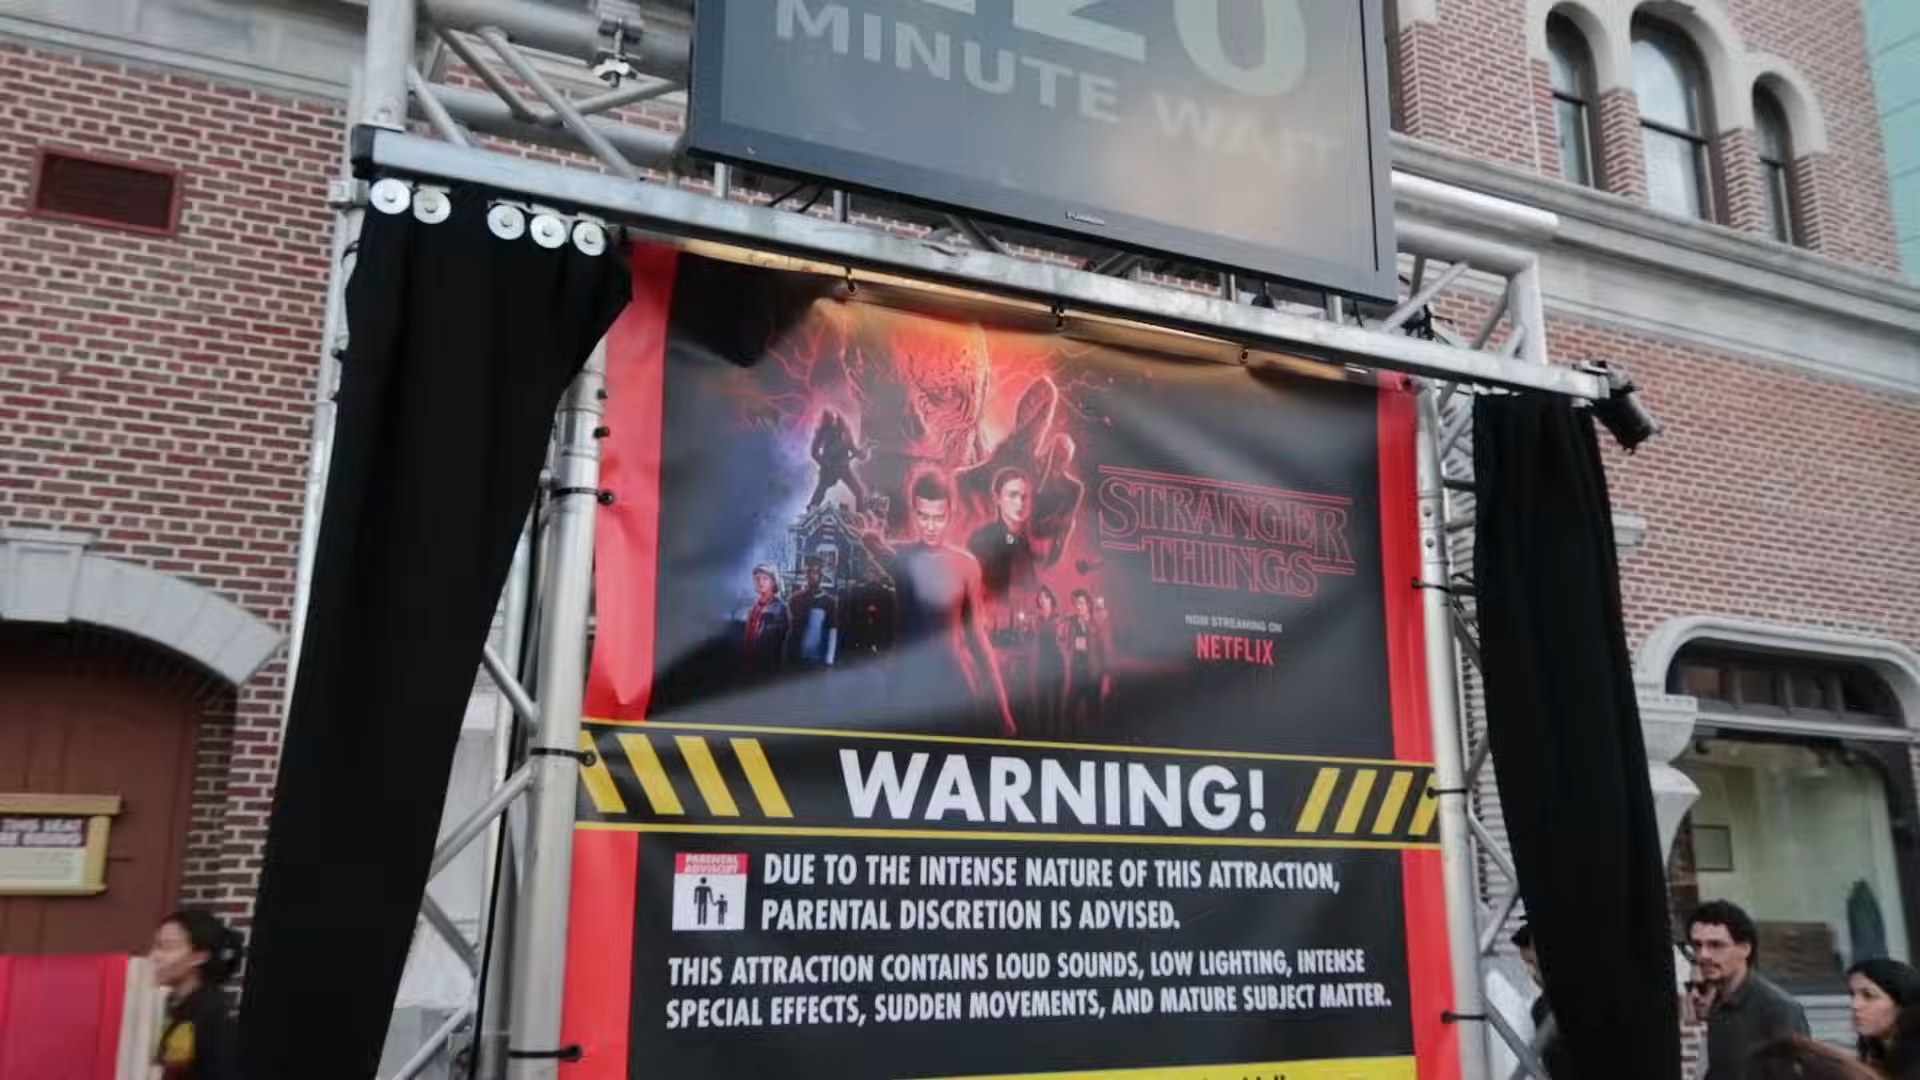 MINUTE WAIT
STRANGER
THINGS
NOW STREAMING ON
NETFLIX
WARNING!
PARENTAL
ADVISORY
DUE TO THE INTENSE NATURE OF THIS ATTRACTION,
PARENTAL DISCRETION IS ADVISED.
THIS ATTRACTION CONTAINS LOUD SOUNDS, LOW LIGHTING, INTENSE
SPECIAL EFFECTS, SUDDEN MOVEMENTS, AND MATURE SUBJECT MATTER.